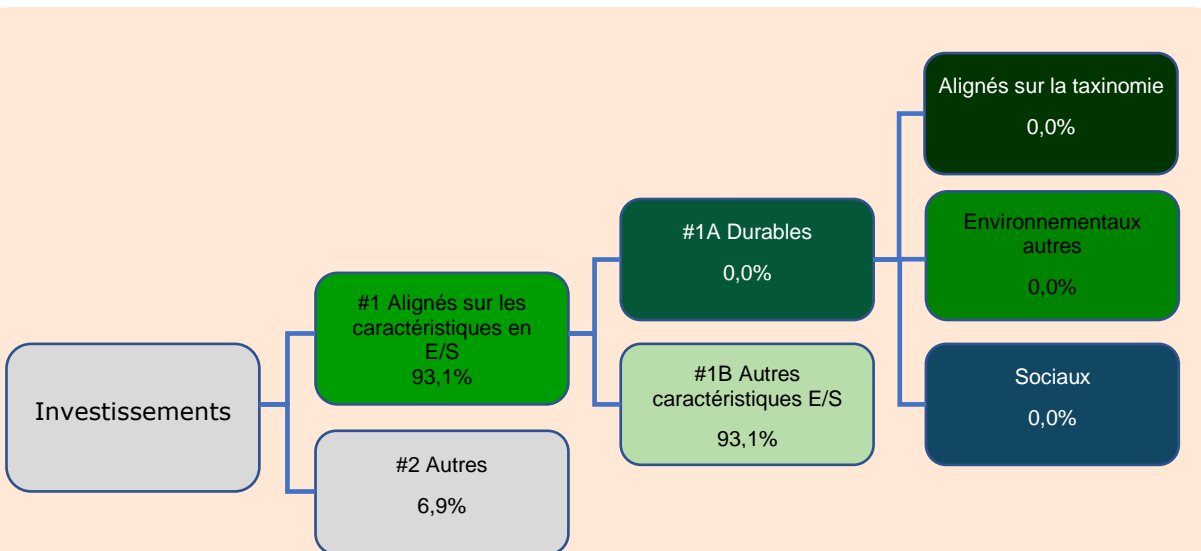 Investissements
#1 Alignés sur les
caractéristiques en
E/S
93,1%
#2 Autres
6,9%
#1A Durables
0,0%
#1B Autres
caractéristiques E/S
93,1%
Alignés sur la taxinomie
0,0%
Environnementaux
autres
0,0%
Sociaux
0,0%